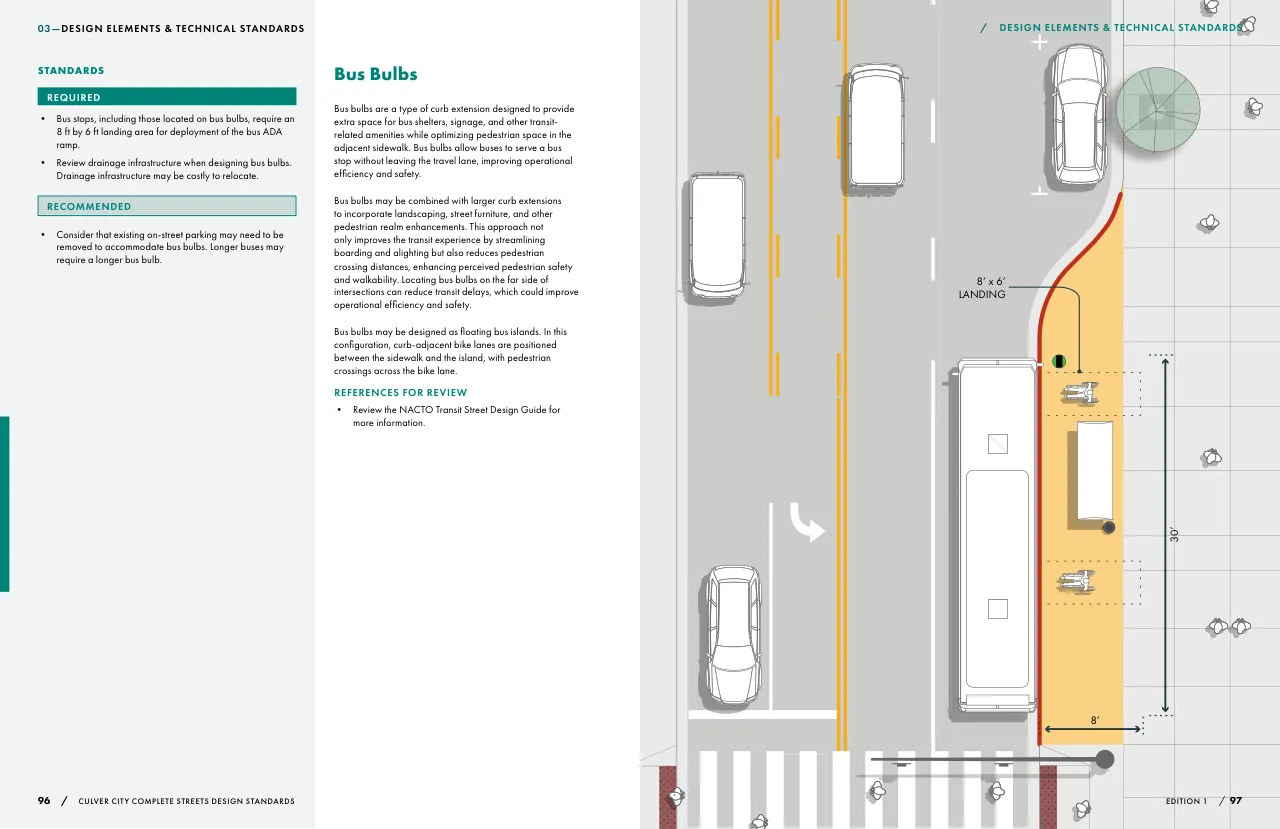 03—DESIGN ELEMENTS & TECHNICAL STANDARDS
STANDARDS
REQUIRED
• Bus stops, including those located on bus bulbs, require an
8 ft by 6 ft landing area for deployment of the bus ADA
ramp.
• Review drainage infrastructure when designing bus bulbs.
Drainage infrastructure may be costly to relocate.
RECOMMENDED
• Consider that existing on-street parking may need to be
removed to accommodate bus bulbs. Longer buses may
require a longer bus bulb.
Bus Bulbs
Bus bulbs are a type of curb extension designed to provide
extra space for bus shelters, signage, and other transit-
related amenities while optimizing pedestrian space in the
adjacent sidewalk. Bus bulbs allow buses to serve a bus
stop without leaving the travel lane, improving operational
efficiency and safety.
Bus bulbs may be combined with larger curb extensions
to incorporate landscaping, street furniture, and other
pedestrian realm enhancements. This approach not
only improves the transit experience by streamlining
boarding and alighting but also reduces pedestrian
crossing distances, enhancing perceived pedestrian safety
and walkability. Locating bus bulbs on the far side of
intersections can reduce transit delays, which could improve
operational efficiency and safety.
Bus bulbs may be designed as floating bus islands. In this
configuration, curb-adjacent bike lanes are positioned
between the sidewalk and the island, with pedestrian
crossings across the bike lane.
REFERENCES FOR REVIEW
• Review the NACTO Transit Street Design Guide for
more information.
/ DESIGN ELEMENTS & TECHNICAL STANDARDS
8’ x 6’
LANDING
30’
8’
96 / CULVER CITY COMPLETE STREETS DESIGN STANDARDS
EDITION 1 / 97